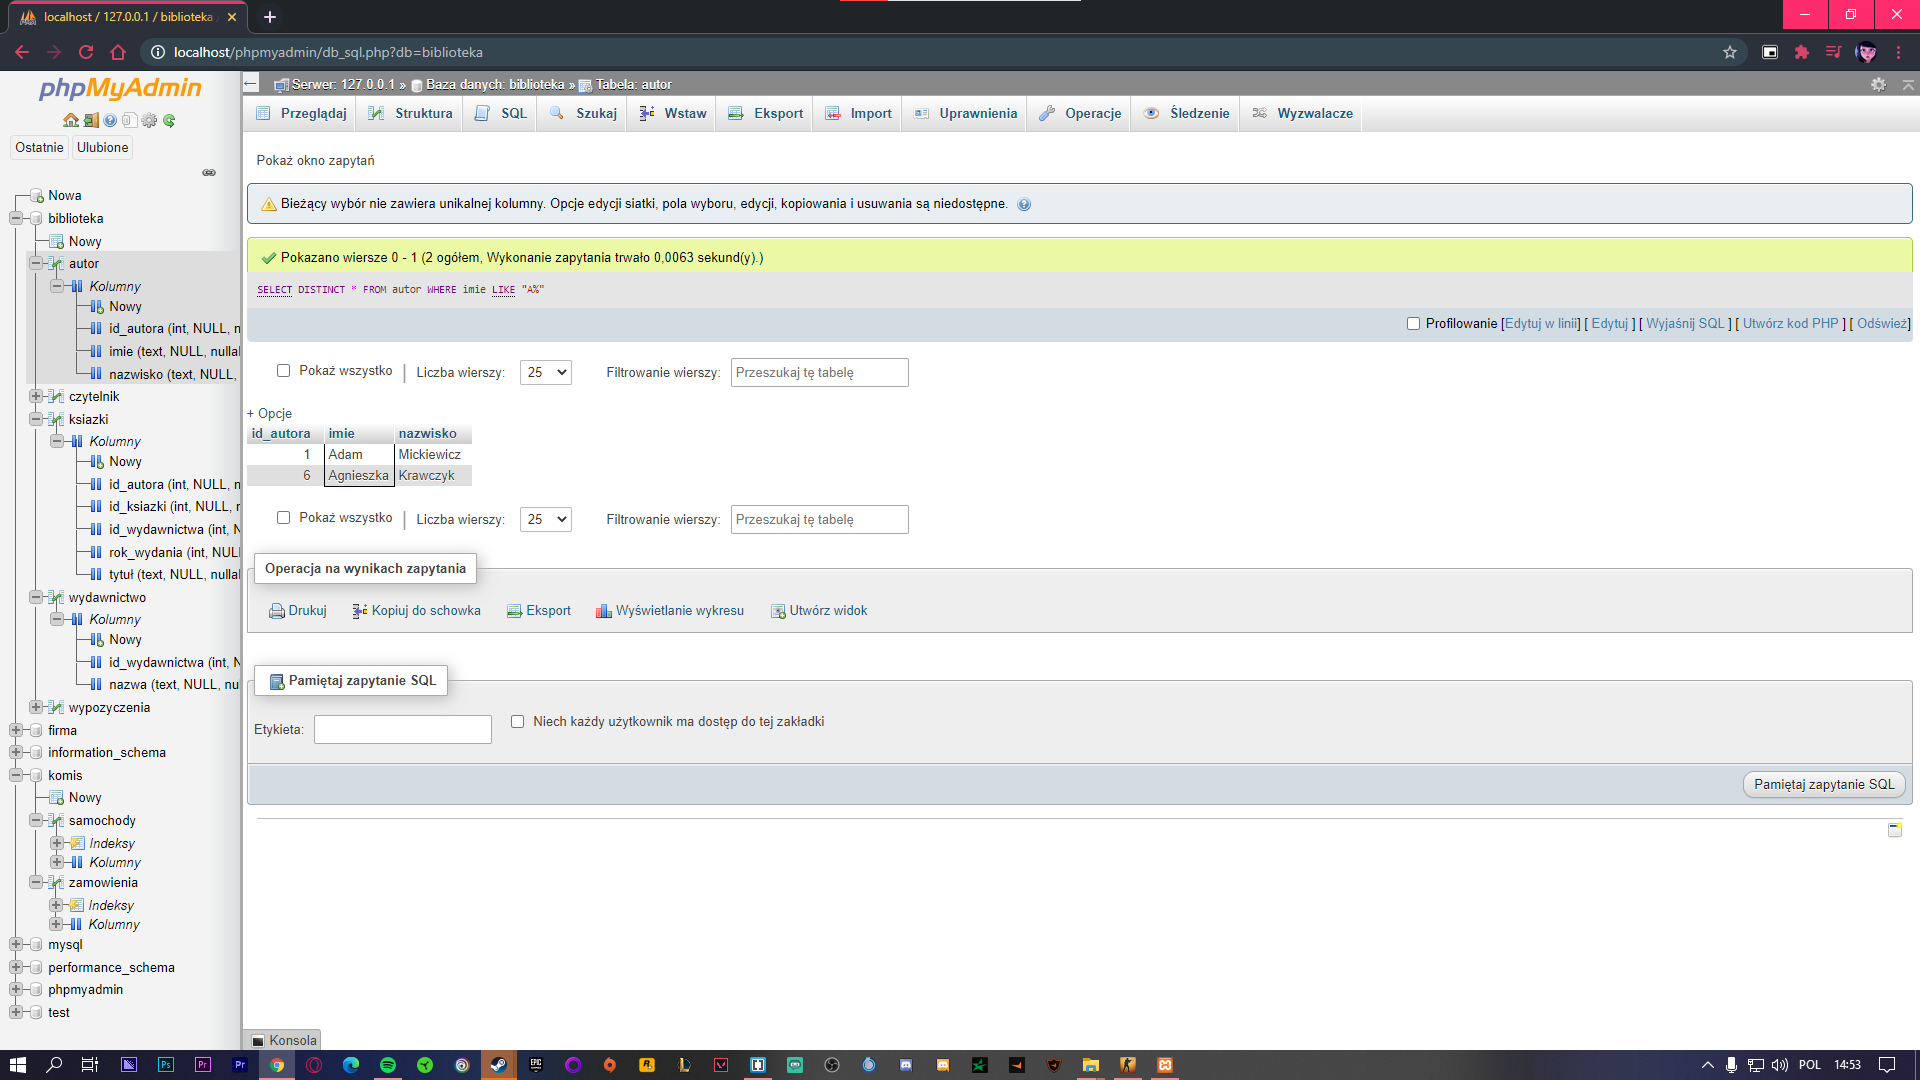 localhost / 127.0.0.1 / biblioteka
localhost/phpmyadmin/db_sql.php?db=biblioteka
phpMyAdmin
Ostatnie
Ulubione
Nowa
biblioteka
Nowy
autor
Kolumny
Nowy
id_autora (int, NULL, n
imie (text, NULL, nullal
nazwisko (text, NULL,
czytelnik
ksiazki
Kolumny
Nowy
id_autora (int, NULL, n
id_ksiazki (int, NULL, r
id_wydawnictwa (int, N
rok_wydania (int, NUL
tytuł (text, NULL, nulla
wydawnictwo
Kolumny
Nowy
id_wydawnictwa (int, N
nazwa (text, NULL, nu
wypozyczenia
firma
information_schema
komis
Nowy
samochody
Indeksy
Kolumny
zamowienia
Indeksy
Kolumny
mysql
performance_schema
phpmyadmin
test
Serwer: 127.0.0.1 » Baza danych: biblioteka » Tabela: autor
Przeglądaj Struktura SQL Szukaj Wstaw Eksport Import Uprawnienia Operacje Śledzenie Wyzwalacze
Pokaż okno zapytań
Bieżący wybór nie zawiera unikalnej kolumny. Opcje edycji siatki, pola wyboru, edycji, kopiowania i usuwania są niedostępne.
Pokazano wiersze 0 - 1 (2 ogółem, Wykonanie zapytania trwało 0,0063 sekund(y).)
SELECT DISTINCT * FROM autor WHERE imie LIKE "A%"
Profilowanie [Edytuj w linii] [ Edytuj ] [ Wyjaśnij SQL ] [ Utwórz kod PHP ] [ Odśwież]
Pokaż wszystko | Liczba wierszy: 25 Filtrowanie wierszy: Przeszukaj tę tabelę
+ Opcje
id_autora imie nazwisko
1 Adam Mickiewicz
6 Agnieszka Krawczyk
Pokaż wszystko | Liczba wierszy: 25 Filtrowanie wierszy: Przeszukaj tę tabelę
Operacja na wynikach zapytania
Drukuj Kopiuj do schowka Eksport Wyświetlanie wykresu Utwórz widok
Pamiętaj zapytanie SQL
Etykieta: Niech każdy użytkownik ma dostęp do tej zakładki
Pamiętaj zapytanie SQL
Konsola
Ps Pr Pr
EPIC
POL 14:53